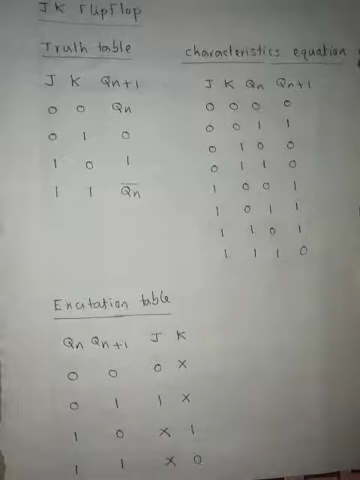 JK FlipFlop
Truth table
J K Qn+1
0 0 Qn
0 1 0
1 0 1
1 1 Q̅n
characteristics equation
J K Qn Qn+1
0 0 0 0
0 0 1 1
0 1 0 0
0 1 1 0
1 0 0 1
1 0 1 1
1 1 0 1
1 1 1 0
Excitation table
Qn Qn+1 J K
0 0 0 X
0 1 1 X
1 0 X 1
1 1 X 0